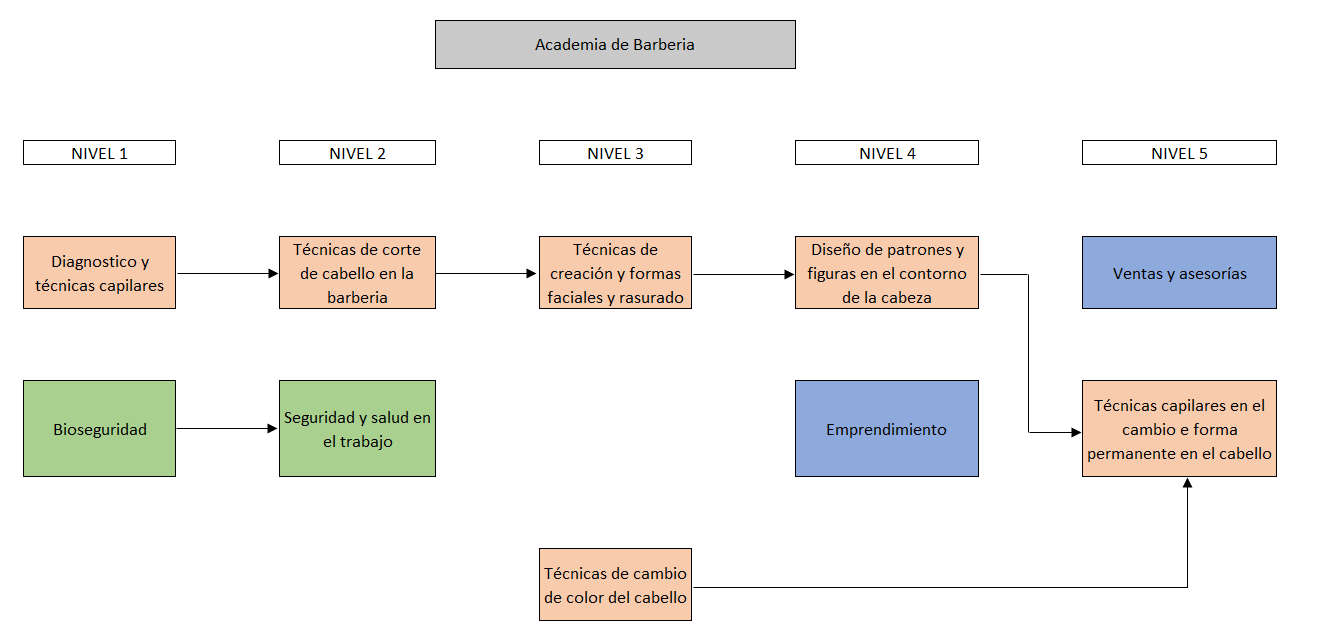 Academia de Barberia
NIVEL 1
NIVEL 2
NIVEL 3
NIVEL 4
NIVEL 5
Diagnostico y
técnicas capilares
Técnicas de corte
de cabello en la
barberia
Técnicas de
creación y formas
faciales y rasurado
Diseño de patrones y
figuras en el contorno
de la cabeza
Ventas y asesorías
Bioseguridad
Seguridad y salud en
el trabajo
Emprendimiento
Técnicas capilares en el
cambio e forma
permanente en el cabello
Técnicas de cambio
de color del cabello